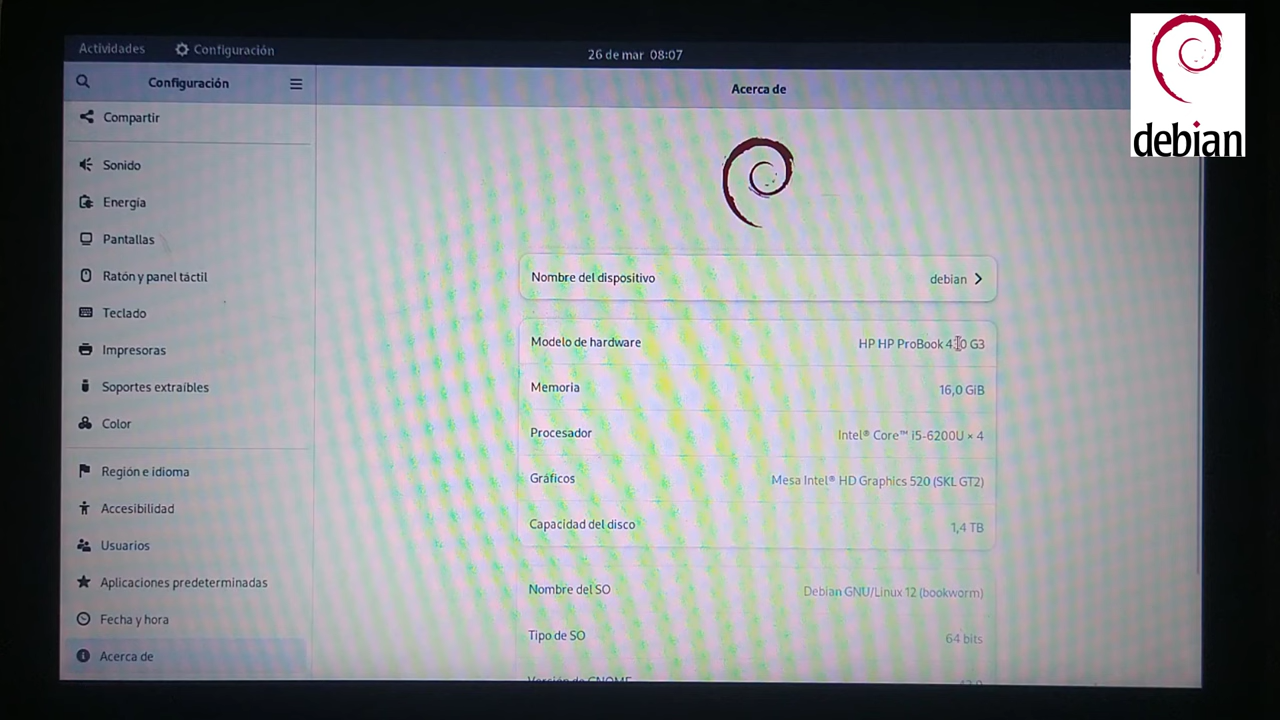 Actividades
Configuración
26 de mar 08:07
Configuración
Acerca de
Compartir
Sonido
Energía
Pantallas
Ratón y panel táctil
Teclado
Impresoras
Soportes extraíbles
Color
Región e idioma
Accesibilidad
Usuarios
Aplicaciones predeterminadas
Fecha y hora
Acerca de
Nombre del dispositivo debian
Modelo de hardware HP HP ProBook G3
Memoria 16,0 GiB
Procesador Intel® Core™ i5-6200U × 4
Gráficos Mesa Intel® HD Graphics 520 (SKL GT2)
Capacidad del disco 1,4 TB
Nombre del SO Debian GNU/Linux 12 (bookworm)
Tipo de SO 64 bits
Versión de GNOME
debian